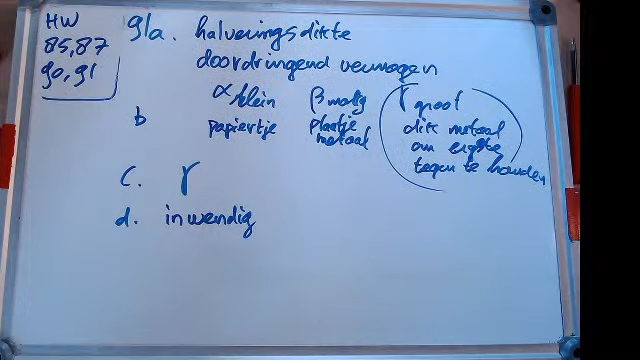 HW
85,87
90,91
91a. halveringsdikte
doordringend vermogen
α klein β matig γ groot
b papiertje plaatje metaal dik metaal om ergste tegen te houden
c. γ
d. inwendig